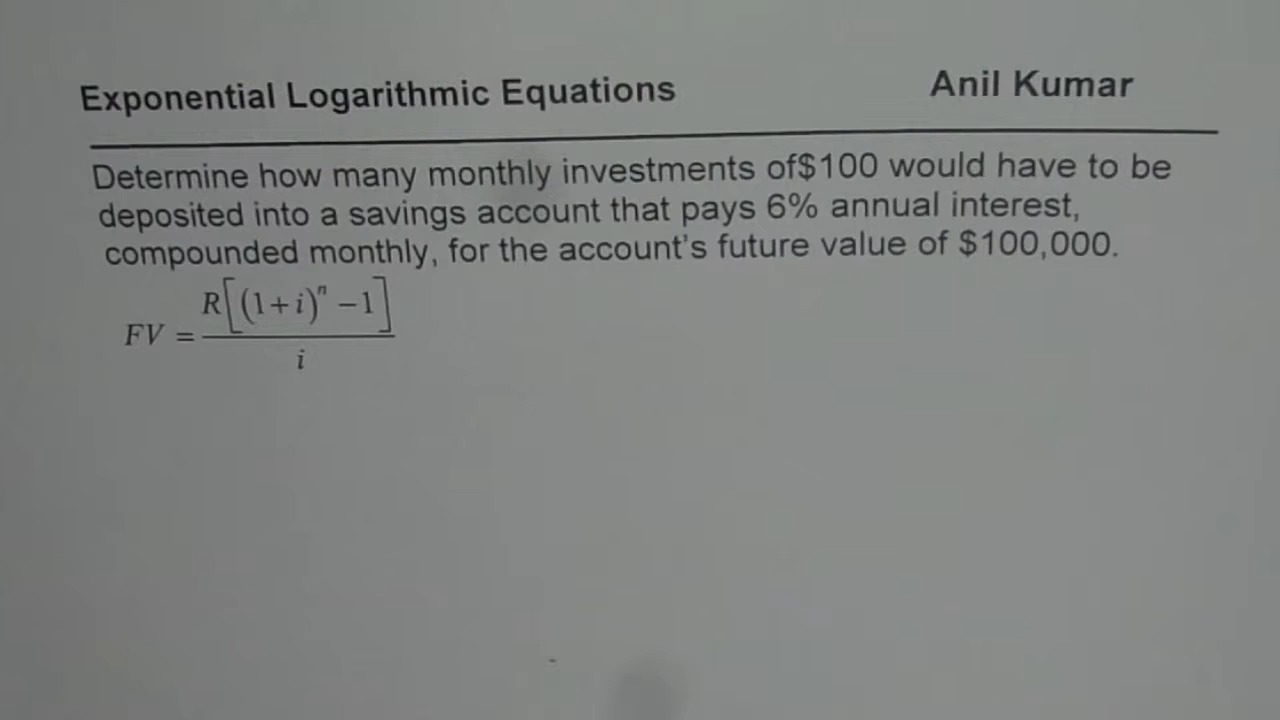 Exponential Logarithmic Equations Anil Kumar
Determine how many monthly investments of$100 would have to be
deposited into a savings account that pays 6% annual interest,
compounded monthly, for the account's future value of $100,000.
FV = R[(1+i)^n −1] / i